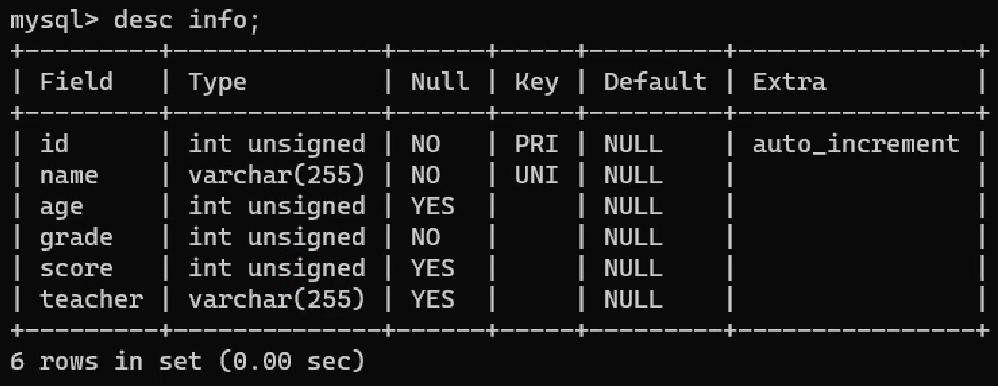 mysql> desc info;
+----------+--------------+------+-----+---------+----------------+
| Field    | Type         | Null | Key | Default | Extra          |
+----------+--------------+------+-----+---------+----------------+
| id       | int unsigned | NO   | PRI | NULL    | auto_increment |
| name     | varchar(255) | NO   | UNI | NULL    |                |
| age      | int unsigned | YES  |     | NULL    |                |
| grade    | int unsigned | NO   |     | NULL    |                |
| score    | int unsigned | YES  |     | NULL    |                |
| teacher  | varchar(255) | YES  |     | NULL    |                |
+----------+--------------+------+-----+---------+----------------+
6 rows in set (0.00 sec)